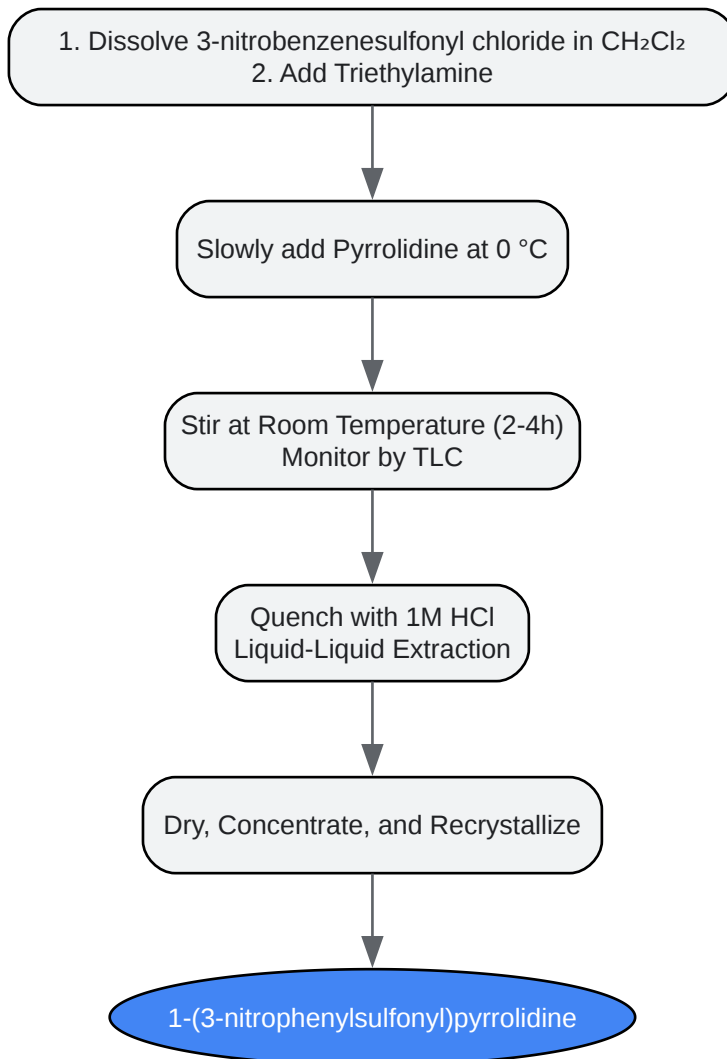 1. Dissolve 3-nitrobenzenesulfonyl chloride in CH₂Cl₂
2. Add Triethylamine
Slowly add Pyrrolidine at 0 °C
Stir at Room Temperature (2-4h)
Monitor by TLC
Quench with 1M HCl
Liquid-Liquid Extraction
Dry, Concentrate, and Recrystallize
1-(3-nitrophenylsulfonyl)pyrrolidine